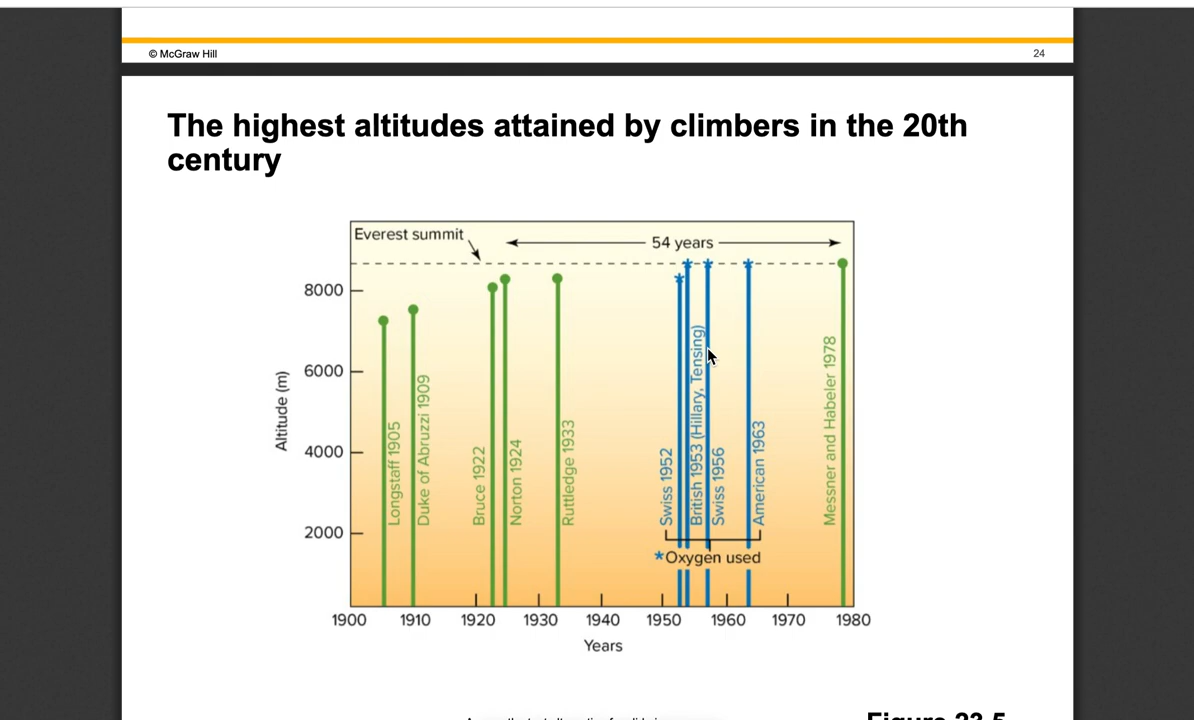 © McGraw Hill
24
The highest altitudes attained by climbers in the 20th
century
Everest summit
54 years
8000
6000
4000
2000
Altitude (m)
Longstaff 1905
Duke of Abruzzi 1909
Bruce 1922
Norton 1924
Ruttledge 1933
Swiss 1952
British 1953 (Hillary, Tensing)
Swiss 1956
American 1963
Messner and Habeler 1978
*Oxygen used
1900 1910 1920 1930 1940 1950 1960 1970 1980
Years
Figure 23.5